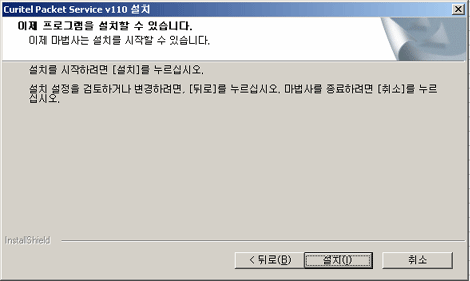 Curitel Packet Service v110 설치
이제 프로그램을 설치할 수 있습니다.
이제 마법사는 설치를 시작할 수 있습니다.
설치를 시작하려면 [설치]를 누르십시오.
설치 설정을 검토하거나 변경하려면, [뒤로]를 누르십시오. 마법사를 종료하려면 [취소]를 누르
십시오.
InstallShield
< 뒤로(B) 설치(I) 취소